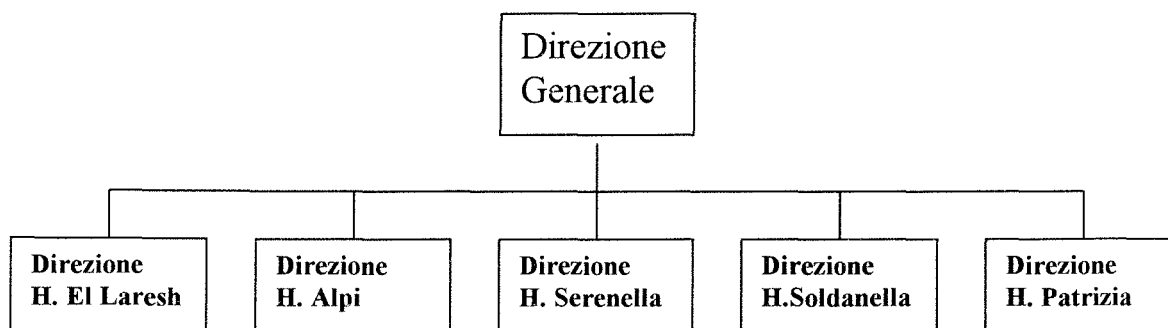 Direzione
Generale
Direzione
H. El Laresh
Direzione
H. Alpi
Direzione
H. Serenella
Direzione
H.Soldanella
Direzione
H. Patrizia